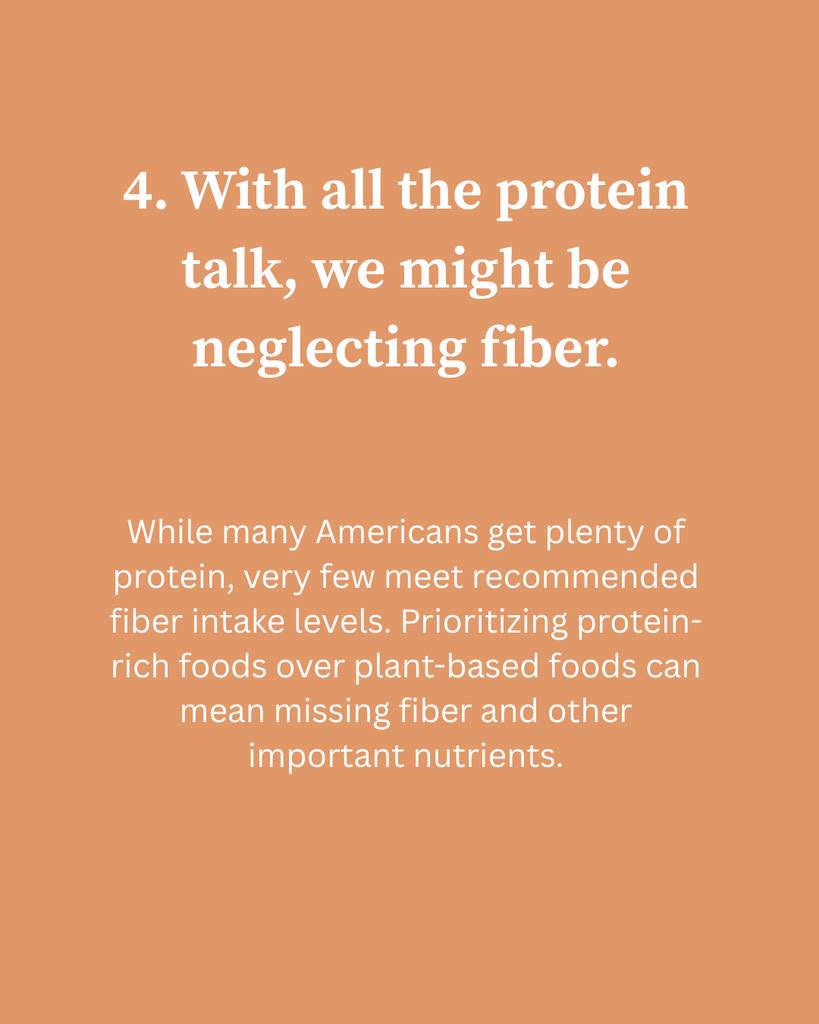 4. With all the protein
talk, we might be
neglecting fiber.
While many Americans get plenty of
protein, very few meet recommended
fiber intake levels. Prioritizing protein-
rich foods over plant-based foods can
mean missing fiber and other
important nutrients.